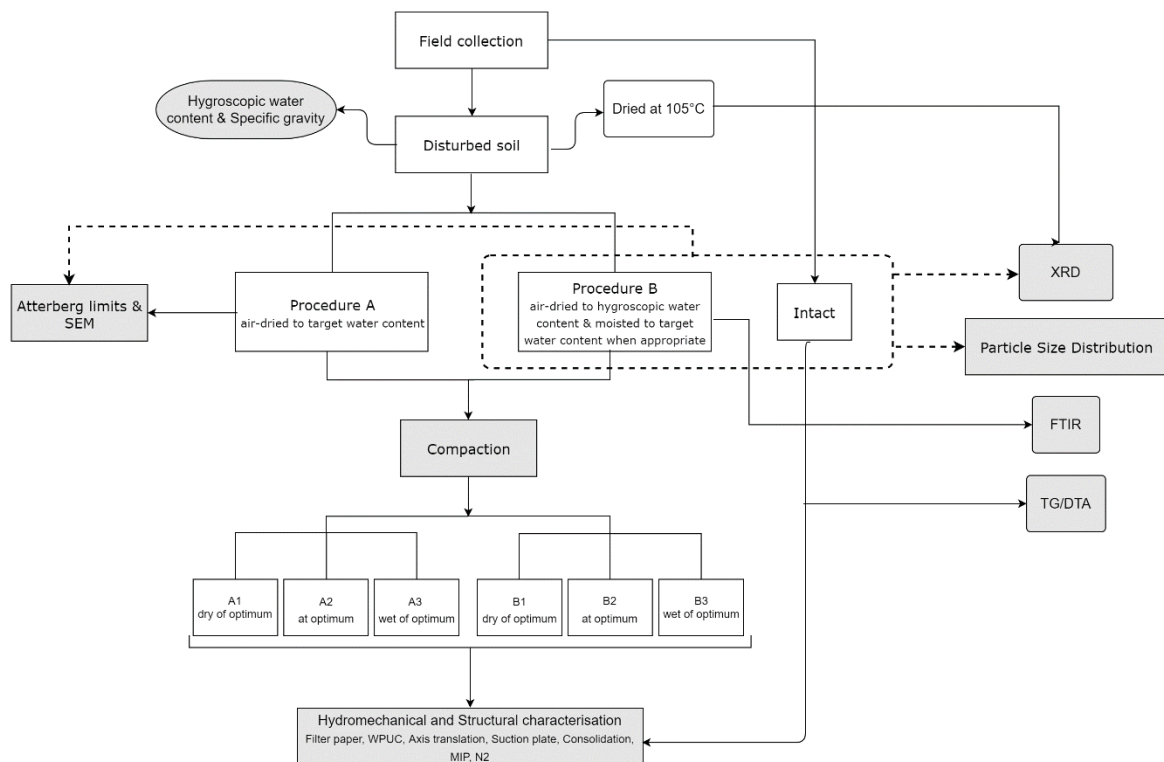 Field collection
Hygroscopic water
content & Specific gravity
Dried at 105°C
Disturbed soil
XRD
Atterberg limits &
SEM
Procedure A
air-dried to target water content
Procedure B
air-dried to hygroscopic water
content & moisted to target
water content when appropriate
Intact
Particle Size Distribution
FTIR
Compaction
TG/DTA
A1
dry of optimum
A2
at optimum
A3
wet of optimum
B1
dry of optimum
B2
at optimum
B3
wet of optimum
Hydromechanical and Structural characterisation
Filter paper, WPUC, Axis translation, Suction plate, Consolidation,
MIP, N2